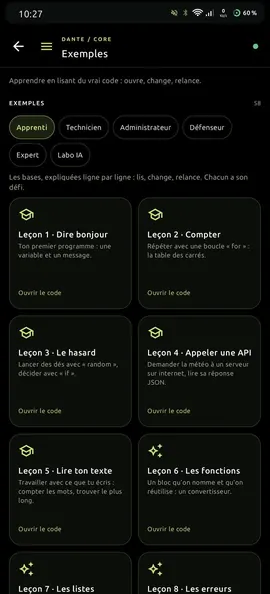 10:27
0
60 %
DANTE / CORE
Exemples
Apprendre en lisant du vrai code : ouvre, change, relance.
EXEMPLES
58
Apprenti
Technicien
Administrateur
Défenseur
Expert
Labo IA
Les bases, expliquées ligne par ligne : lis, change, relance. Chacun a son
défi.
Leçon 1 · Dire bonjour
Ton premier programme : une
variable et un message.
Ouvrir le code
Leçon 2 · Compter
Répéter avec une boucle « for » :
la table des carrés.
Ouvrir le code
Leçon 3 · Le hasard
Lancer des dés avec « random »,
décider avec « if ».
Ouvrir le code
Leçon 4 · Appeler une API
Demander la météo à un serveur
sur internet, lire sa réponse
JSON.
Ouvrir le code
Leçon 5 · Lire ton texte
Travailler avec ce que tu écris :
compter les mots, trouver le plus
long.
Ouvrir le code
Leçon 6 · Les fonctions
Un bloc qu'on nomme et qu'on
réutilise : un convertisseur.
Ouvrir le code
Leçon 7 · Les listes
Leçon 8 · Les erreurs